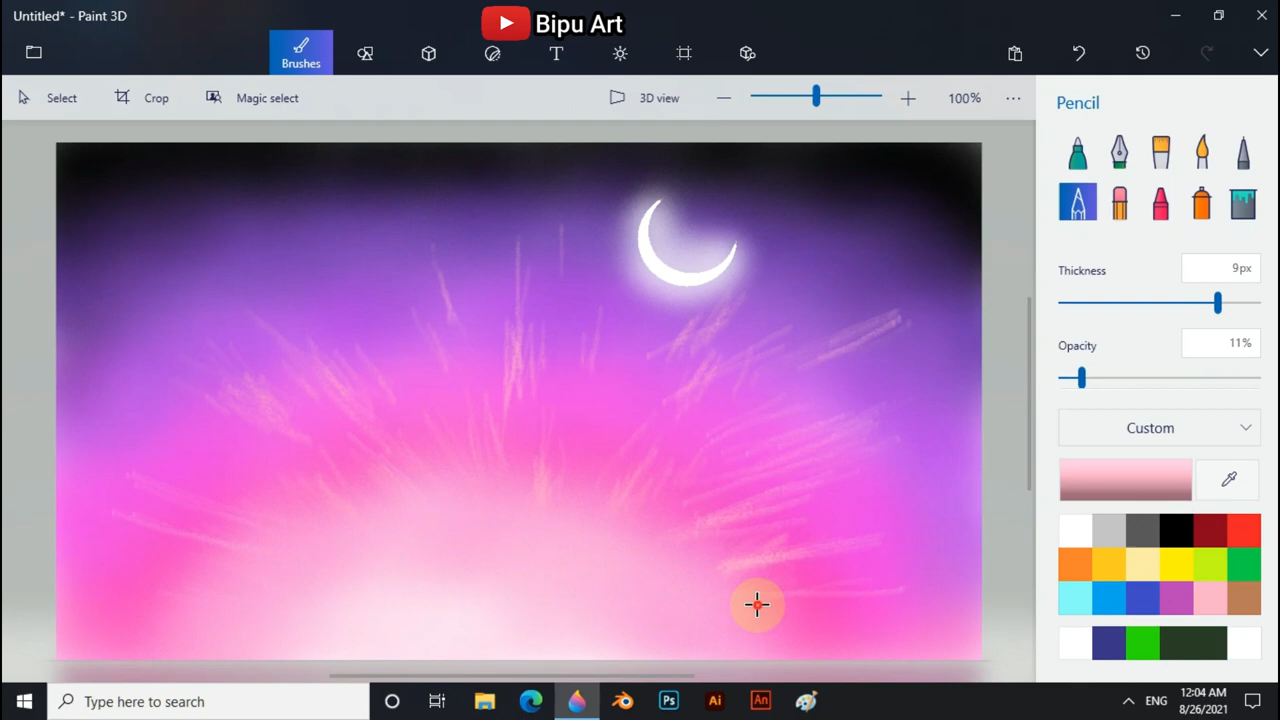 Untitled* - Paint 3D
Bipu Art
Brushes
Select
Crop
Magic select
3D view
100%
Pencil
Thickness
9px
Opacity
11%
Custom
Type here to search
Ps
Ai
An
ENG
12:04 AM
8/26/2021